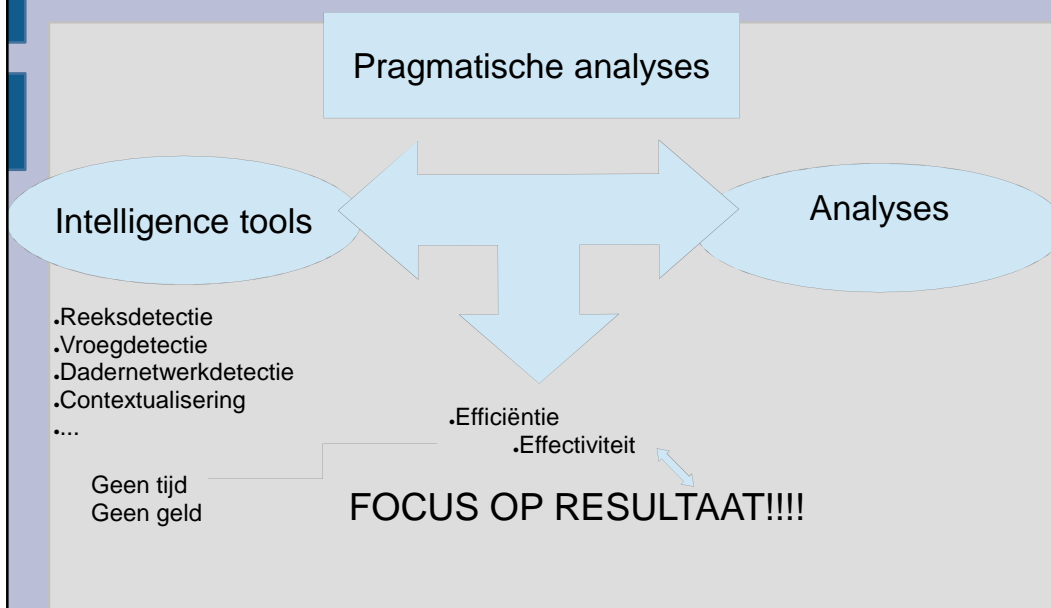 Pragmatische analyses
Intelligence tools
Analyses
•Reeksdetectie
•Vroegdetectie
•Dadernetwerkdetectie
•Contextualisering
•...
•Efficiëntie
•Effectiviteit
Geen tijd
Geen geld
FOCUS OP RESULTAAT!!!!